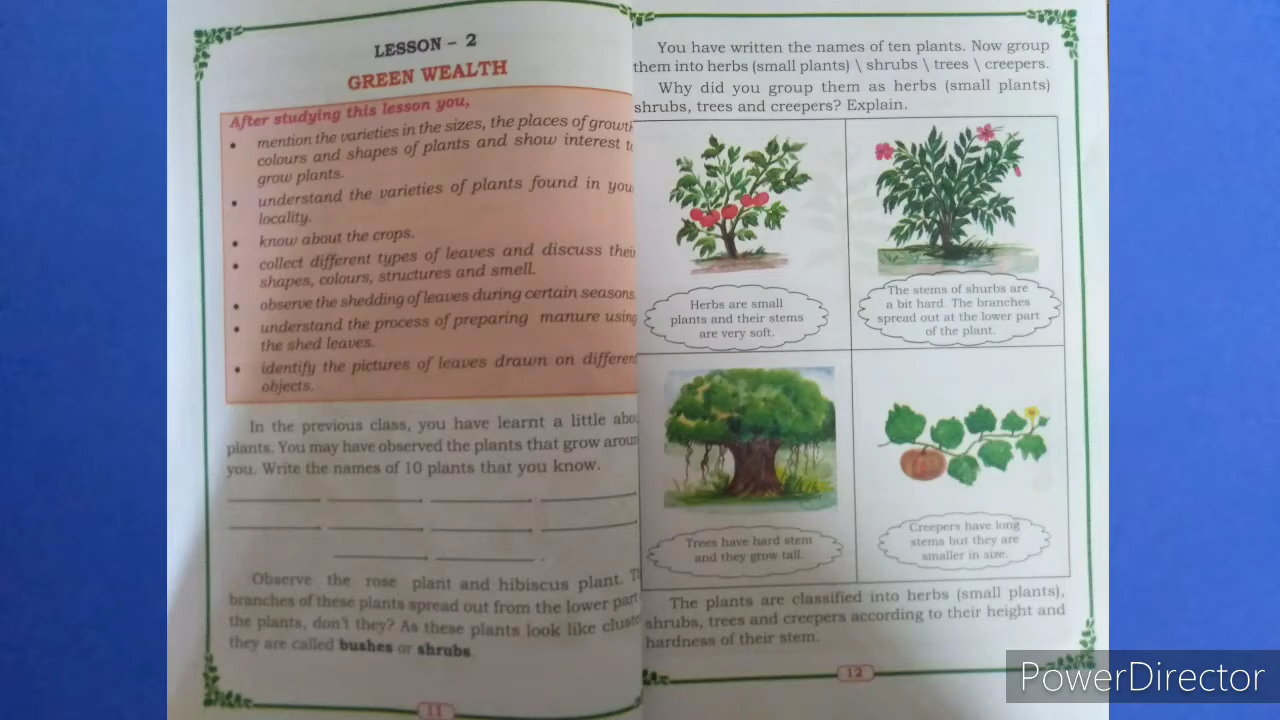 LESSON – 2
GREEN WEALTH
After studying this lesson you,
• mention the varieties in the sizes, the places of growth
colours and shapes of plants and show interest
grow plants.
• understand the varieties of plants found in
locality.
• know about the crops.
• collect different types of leaves and discuss their
shapes, colours, structures and smell.
• observe the shedding of leaves during certain seasons.
• understand the process of preparing manure using
the shed leaves.
• identify the pictures of leaves drawn on different
objects.
In the previous class, you have learnt a little
plants. You may have observed the plants that grow
you. Write the names of 10 plants that you know.
Observe the rose plant and hibiscus plant.
branches of these plants spread out from the lower part
the plants, don't they? As these plants look like
they are called bushes or shrubs
11
You have written the names of ten plants. Now group
them into herbs (small plants) \ shrubs \ trees \ creepers.
Why did you group them as herbs (small plants)
shrubs, trees and creepers? Explain.
Herbs are small
plants and their stems
are very soft.
The stems of shurbs are
a bit hard. The branches
spread out at the lower part
of the plant.
Trees have hard stem
and they grow tall.
Creepers have long
stems but they are
smaller in size.
The plants are classified into herbs (small plants),
shrubs, trees and creepers according to their height and
hardness of their stem.
12
PowerDirector